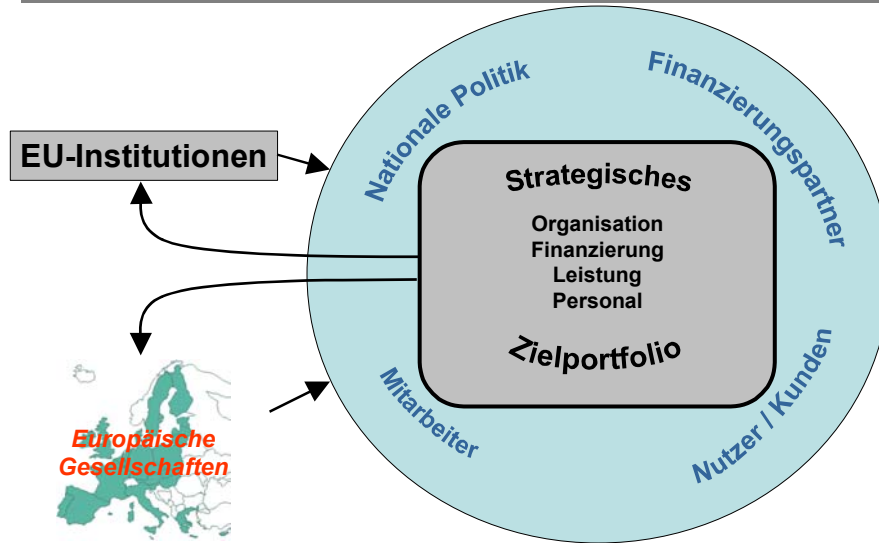 Nationale Politik
Finanzierungspartner
EU-Institutionen
Strategisches
Organisation
Finanzierung
Leistung
Personal
Zielportfolio
Mitarbeiter
Nutzer / Kunden
Europäische
Gesellschaften